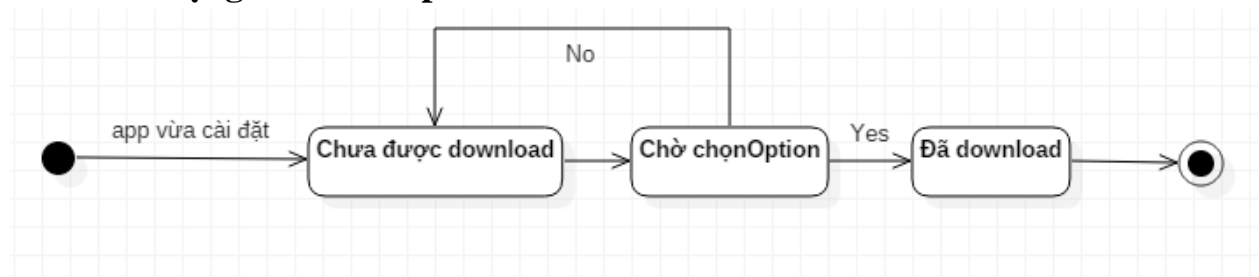 No
app vừa cài đặt
Chưa được download
Chờ chọnOption
Yes
Đã download